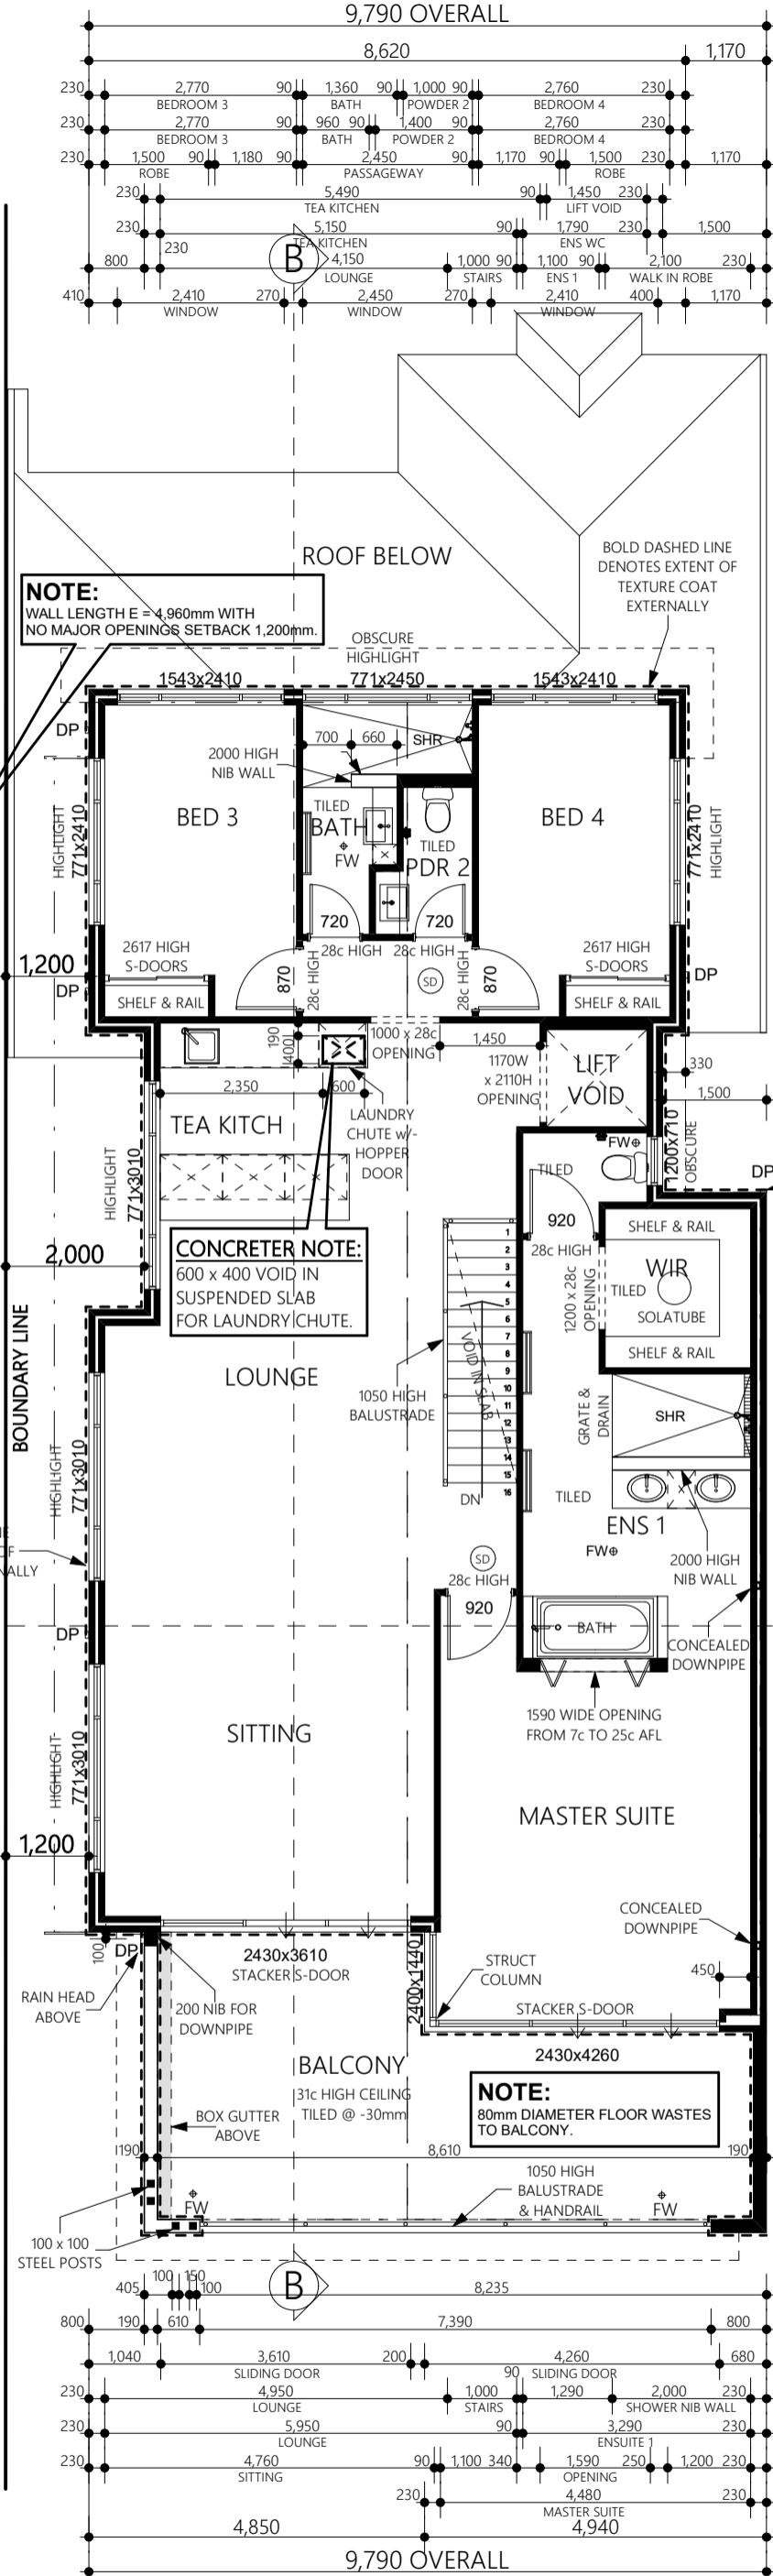 9,790 OVERALL
8,620 1,170
230 2,770 90 1,360 90 1,000 90 2,760 230
BEDROOM 3 BATH POWDER 2 BEDROOM 4
230 2,770 90 960 90 1,400 90 2,760 230
BEDROOM 3 BATH POWDER 2 BEDROOM 4
230 1,500 90 1,180 90 2,450 90 1,170 90 1,500 230 1,170
ROBE PASSAGEWAY ROBE
230 5,490 90 1,450 230
TEA KITCHEN LIFT VOID
230 5,150 90 1,790 230 1,500
230 TEA KITCHEN ENS WC
B
800 4,150 1,000 90 1,100 90 2,100 230
LOUNGE STAIRS ENS 1 WALK IN ROBE
410 2,410 270 2,450 270 2,410 400 1,170
WINDOW WINDOW WINDOW
ROOF BELOW
BOLD DASHED LINE
DENOTES EXTENT OF
TEXTURE COAT
EXTERNALLY
NOTE:
WALL LENGTH E = 4,960mm WITH
NO MAJOR OPENINGS SETBACK 1,200mm.
OBSCURE
HIGHLIGHT
1543x2410 771x2450 1543x2410
DP
700 660 SHR
2000 HIGH
NIB WALL
HIGHLIGHT
771x2410
BED 3
TILED
BATH
FW
TILED
PDR 2
BED 4
771x2410
HIGHLIGHT
720 720
28c HIGH 28c HIGH
2617 HIGH
S-DOORS
870
28c HIGH
SD
28c HIGH
870
2617 HIGH
S-DOORS
1,200
DP
DP
SHELF & RAIL
SHELF & RAIL
190
400
1000 x 28c
OPENING
1,450
1170W
x 2110H
OPENING
LIFT
VOID
330
1,500
2,350 600
TEA KITCH
LAUNDRY
CHUTE w/-
HOPPER
DOOR
HIGHLIGHT
771x3010
FW
TILED
1200x710
OBSCURE
DP
920
28c HIGH
SHELF & RAIL
WIR
TILED
SOLATUBE
SHELF & RAIL
1200 x 28c
OPENING
2,000
CONCRETER NOTE:
600 x 400 VOID IN
SUSPENDED SLAB
FOR LAUNDRY CHUTE.
1
2
3
4
5
6
7
8
9
10
11
12
13
14
15
16
VOID IN SLAB
BOUNDARY LINE
LOUNGE
1050 HIGH
BALUSTRADE
GRATE &
DRAIN
SHR
HIGHLIGHT
771x3010
DN
TILED
ENS 1
FW
2000 HIGH
NIB WALL
OF
NALLY
SD
28c HIGH
920
DP
BATH
CONCEALED
DOWNPIPE
1590 WIDE OPENING
FROM 7c TO 25c AFL
SITTING
HIGHLIGHT
771x3010
MASTER SUITE
1,200
CONCEALED
DOWNPIPE
100
DP
2430x3610
STACKER S-DOOR
2400x1440
STRUCT
COLUMN
450
RAIN HEAD
ABOVE
200 NIB FOR
DOWNPIPE
STACKER S-DOOR
2430x4260
BALCONY
31c HIGH CEILING
TILED @ -30mm
NOTE:
80mm DIAMETER FLOOR WASTES
TO BALCONY.
BOX GUTTER
ABOVE
190 8,610 190
1050 HIGH
BALUSTRADE
& HANDRAIL
FW
FW
100 x 100
STEEL POSTS
B
405 100 150 100 8,235
800 190 610 7,390 800
1,040 3,610 200 4,260 680
SLIDING DOOR SLIDING DOOR
230 4,950 1,000 90 1,290 2,000 230
LOUNGE STAIRS SHOWER NIB WALL
230 5,950 90 3,290 230
LOUNGE ENSUITE 1
230 4,760 90 1,100 340 1,590 250 1,200 230
SITTING OPENING
230 4,480 230
MASTER SUITE
4,850 4,940
9,790 OVERALL